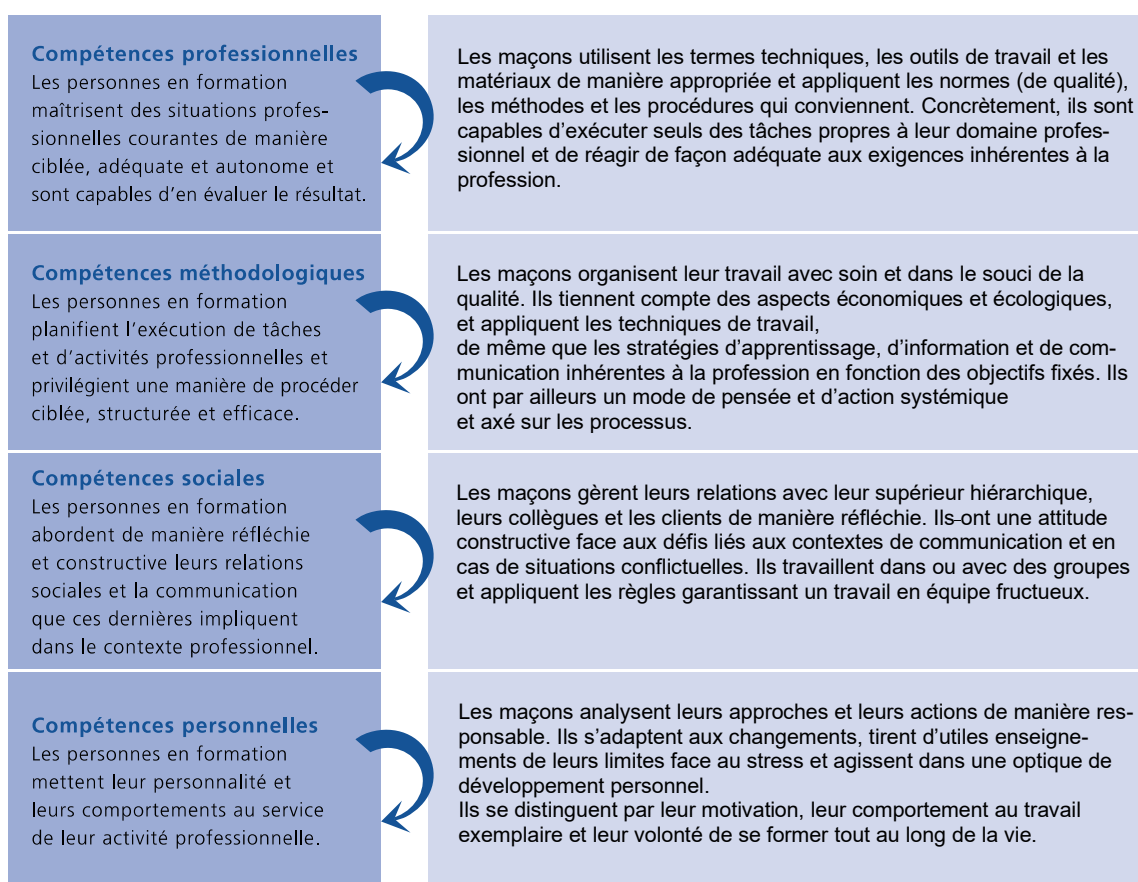 Compétences professionnelles
Les personnes en formation
maîtrisent des situations profes-
sionnelles courantes de manière
ciblée, adéquate et autonome et
sont capables d'en évaluer le résultat.
Les maçons utilisent les termes techniques, les outils de travail et les
matériaux de manière appropriée et appliquent les normes (de qualité),
les méthodes et les procédures qui conviennent. Concrètement, ils sont
capables d'exécuter seuls des tâches propres à leur domaine profes-
sionnel et de réagir de façon adéquate aux exigences inhérentes à la
profession.
Compétences méthodologiques
Les personnes en formation
planifient l'exécution de tâches
et d'activités professionnelles et
privilégient une manière de procéder
ciblée, structurée et efficace.
Les maçons organisent leur travail avec soin et dans le souci de la
qualité. Ils tiennent compte des aspects économiques et écologiques,
et appliquent les techniques de travail,
de même que les stratégies d'apprentissage, d'information et de com-
munication inhérentes à la profession en fonction des objectifs fixés. Ils
ont par ailleurs un mode de pensée et d'action systémique
et axé sur les processus.
Compétences sociales
Les personnes en formation
abordent de manière réfléchie
et constructive leurs relations
sociales et la communication
que ces dernières impliquent
dans le contexte professionnel.
Les maçons gèrent leurs relations avec leur supérieur hiérarchique,
leurs collègues et les clients de manière réfléchie. Ils-ont une attitude
constructive face aux défis liés aux contextes de communication et en
cas de situations conflictuelles. Ils travaillent dans ou avec des groupes
et appliquent les règles garantissant un travail en équipe fructueux.
Compétences personnelles
Les personnes en formation
mettent leur personnalité et
leurs comportements au service
de leur activité professionnelle.
Les maçons analysent leurs approches et leurs actions de manière res-
ponsable. Ils s'adaptent aux changements, tirent d'utiles enseigne-
ments de leurs limites face au stress et agissent dans une optique de
développement personnel.
Ils se distinguent par leur motivation, leur comportement au travail
exemplaire et leur volonté de se former tout au long de la vie.